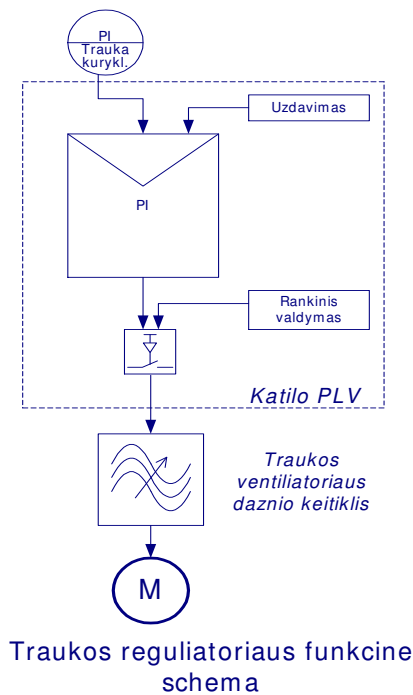 PI
Trauka
kurykl.
Uzdavimas
PI
Rankinis
valdymas
Katilo PLV
Traukos
ventiliatoriaus
daznio keitiklis
M
Traukos reguliatoriaus funkcine
schema